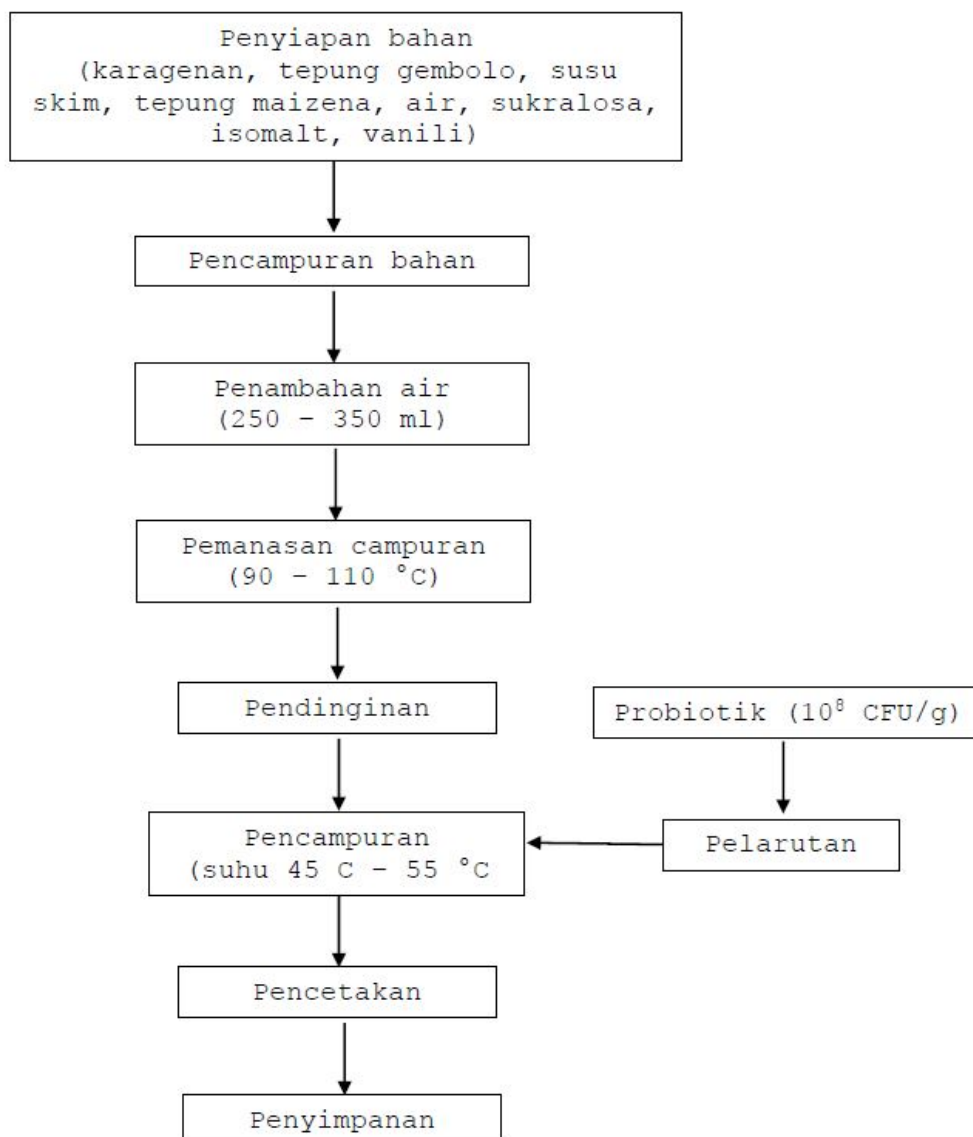 Penyiapan bahan
(karagenan, tepung gembolo, susu
skim, tepung maizena, air, sukralosa,
isomalt, vanili)
Pencampuran bahan
Penambahan air
(250 – 350 ml)
Pemanasan campuran
(90 – 110 °C)
Pendinginan
Probiotik (10⁸ CFU/g)
Pencampuran
(suhu 45 C – 55 °C
Pelarutan
Pencetakan
Penyimpanan